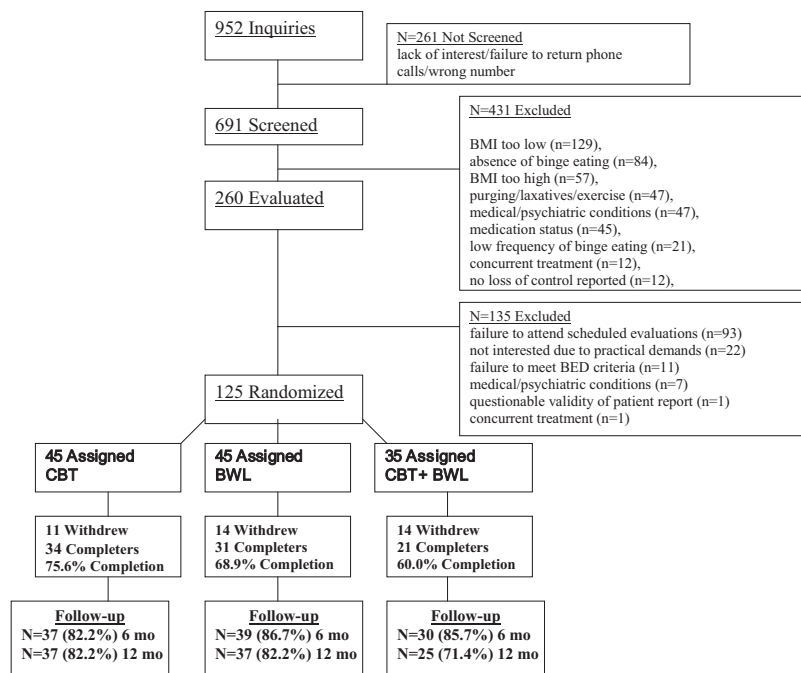 952 Inquiries
N=261 Not Screened
lack of interest/failure to return phone
calls/wrong number
691 Screened
N=431 Excluded
BMI too low (n=129),
absence of binge eating (n=84),
BMI too high (n=57),
purging/laxatives/exercise (n=47),
medical/psychiatric conditions (n=47),
medication status (n=45),
low frequency of binge eating (n=21),
concurrent treatment (n=12),
no loss of control reported (n=12),
260 Evaluated
N=135 Excluded
failure to attend scheduled evaluations (n=93)
not interested due to practical demands (n=22)
failure to meet BED criteria (n=11)
medical/psychiatric conditions (n=7)
questionable validity of patient report (n=1)
concurrent treatment (n=1)
125 Randomized
45 Assigned
CBT
45 Assigned
BWL
35 Assigned
CBT+ BWL
11 Withdrew
34 Completers
75.6% Completion
14 Withdrew
31 Completers
68.9% Completion
14 Withdrew
21 Completers
60.0% Completion
Follow-up
N=37 (82.2%) 6 mo
N=37 (82.2%) 12 mo
Follow-up
N=39 (86.7%) 6 mo
N=37 (82.2%) 12 mo
Follow-up
N=30 (85.7%) 6 mo
N=25 (71.4%) 12 mo